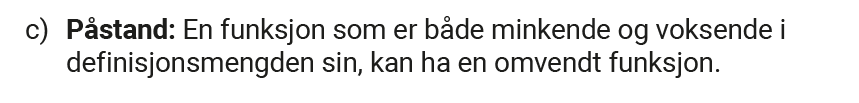 c) Påstand: En funksjon som er både minkende og voksende i
definisjonsmengden sin, kan ha en omvendt funksjon.